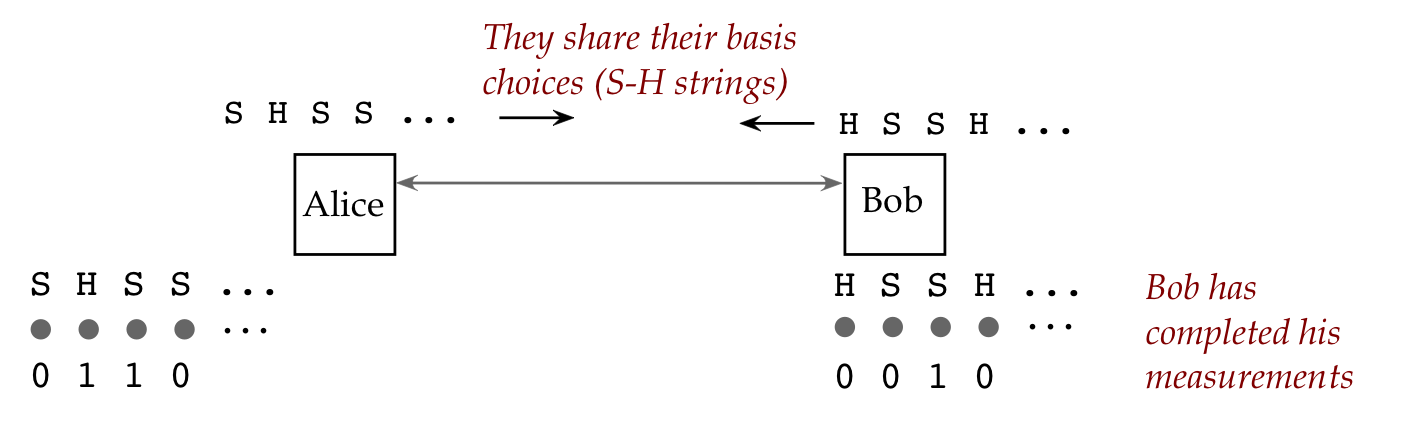 They share their basis
choices (S-H strings)
S H S S ...
H S S H ...
Alice
Bob
S H S S ...
...
0 1 1 0
H S S H ...
...
0 0 1 0
Bob has
completed his
measurements